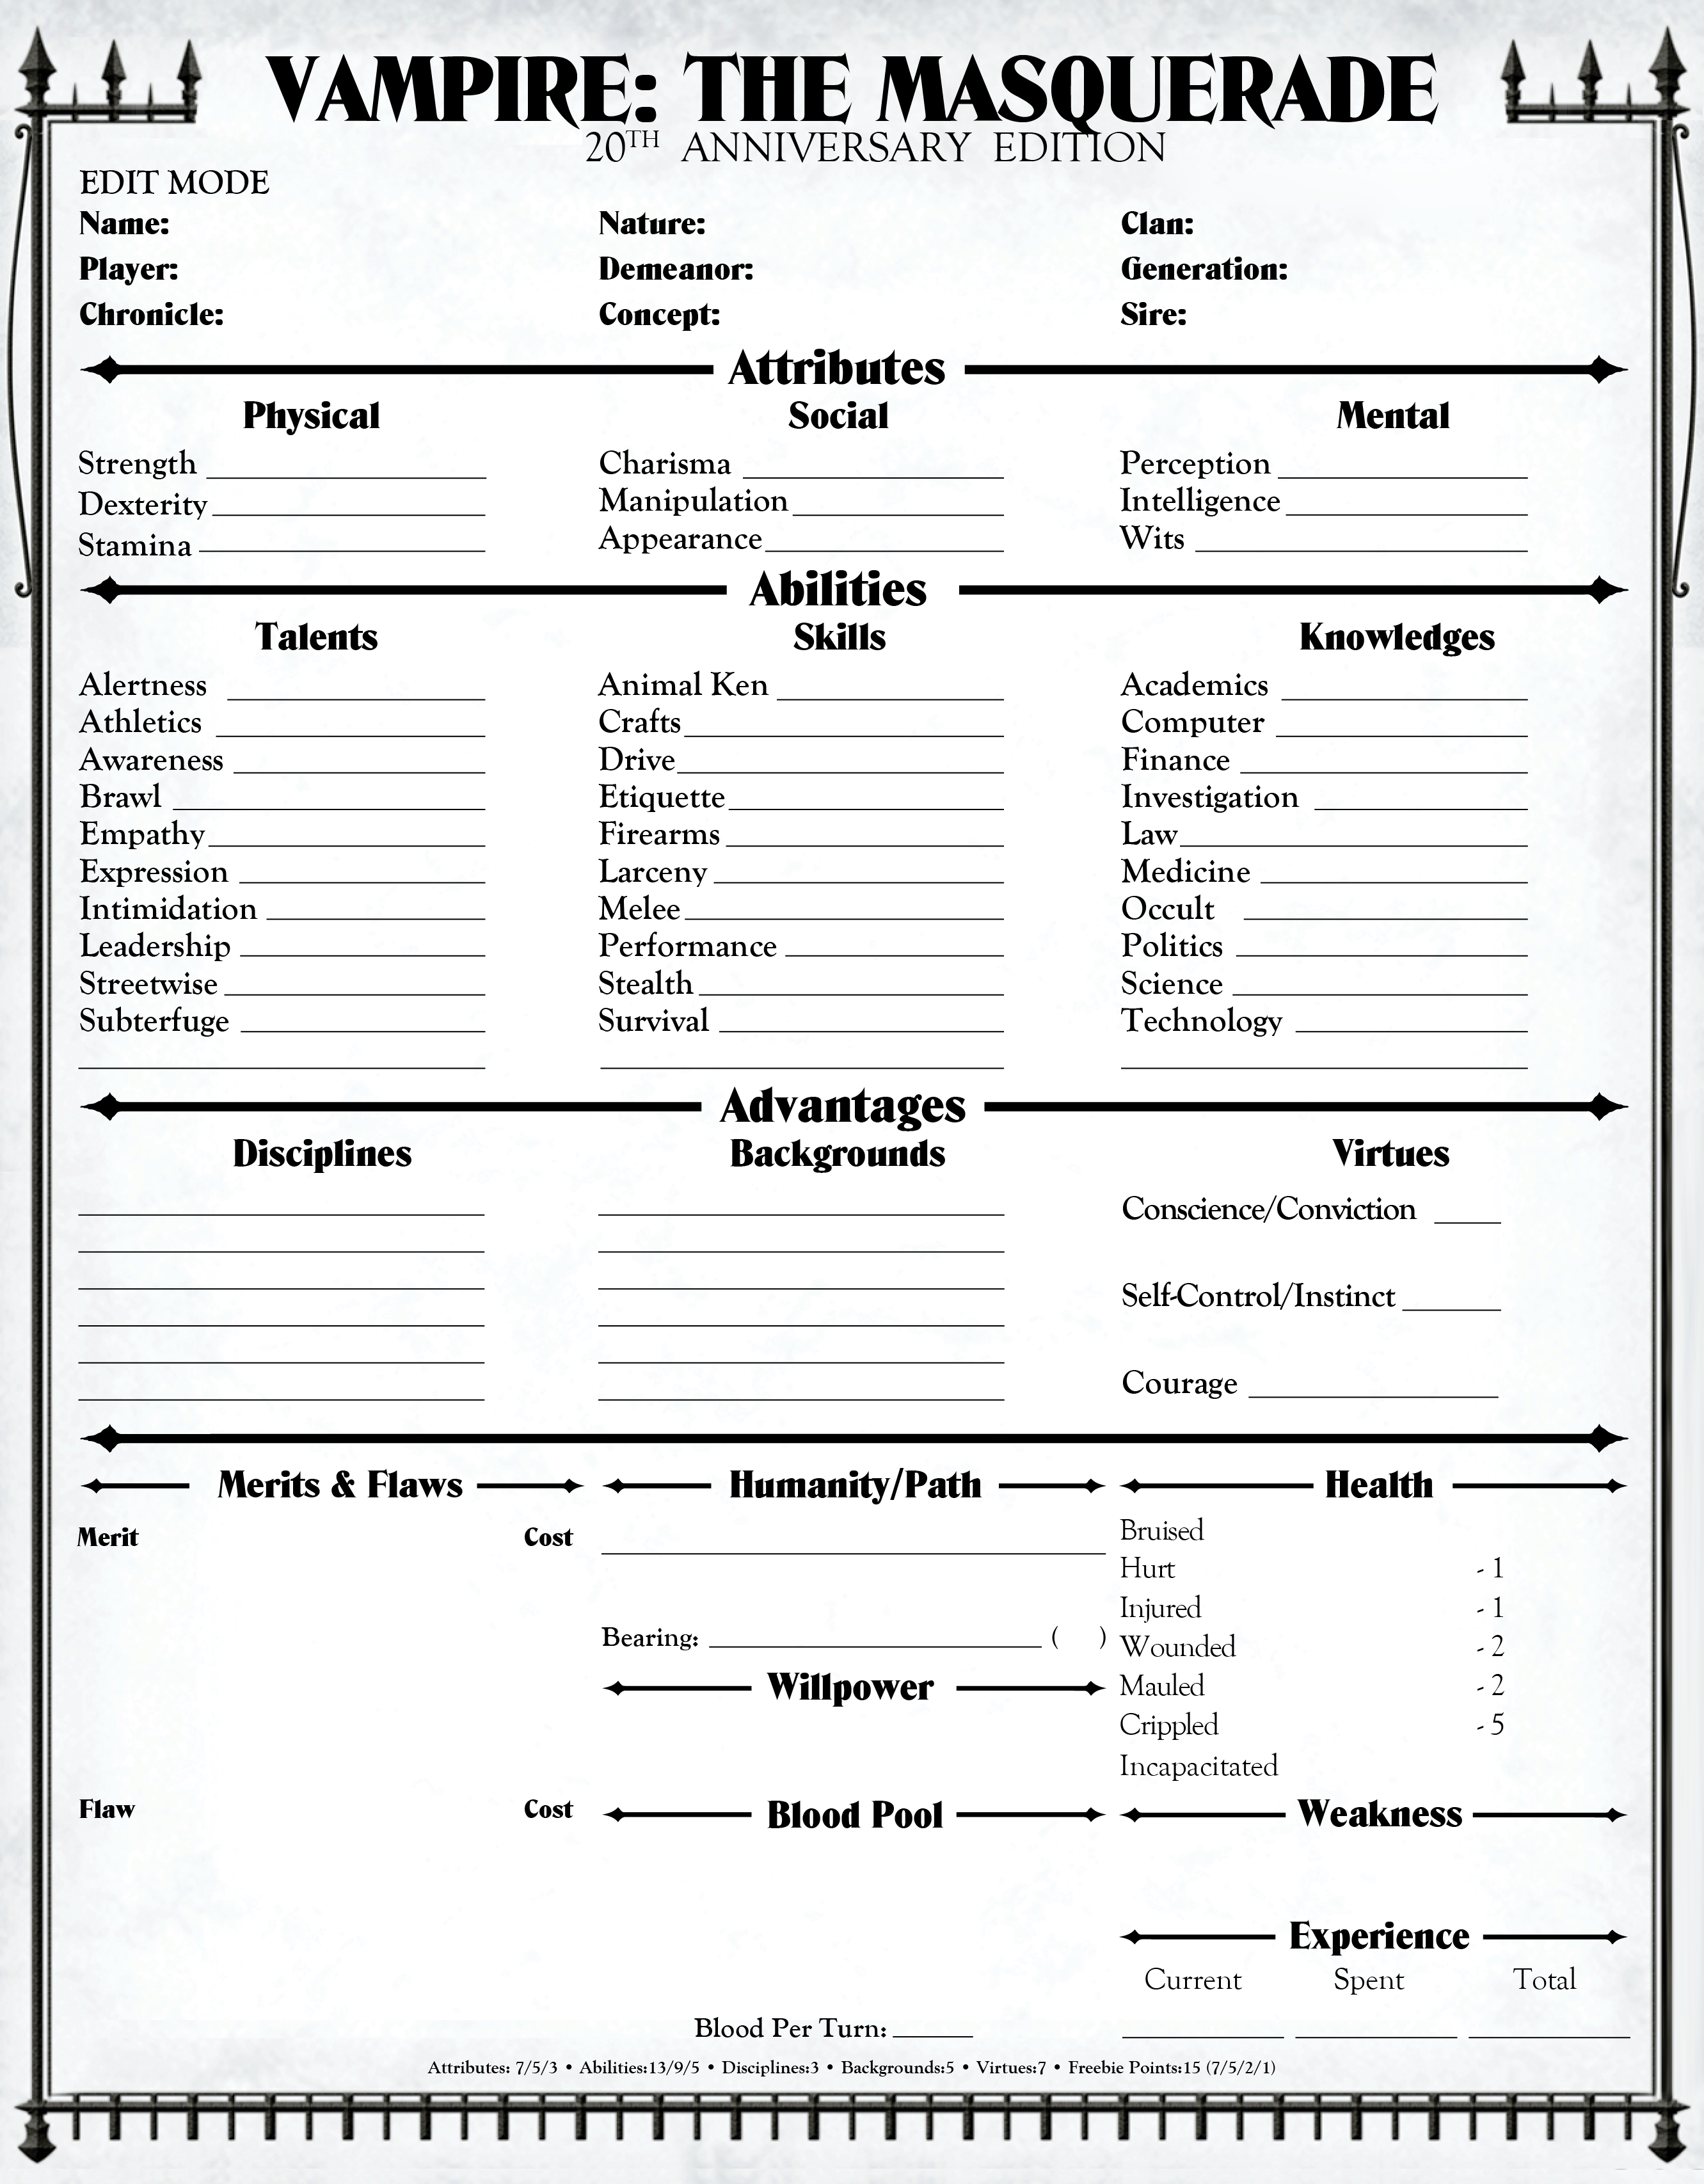 VAMPIRE: THE MASQUERADE
20TH ANNIVERSARY EDITION
EDIT MODE
Name: Nature: Clan:
Player: Demeanor: Generation:
Chronicle: Concept: Sire:
Attributes
Physical Social Mental
Strength Charisma Perception
Dexterity Manipulation Intelligence
Stamina Appearance Wits
Abilities
Talents Skills Knowledges
Alertness Animal Ken Academics
Athletics Crafts Computer
Awareness Drive Finance
Brawl Etiquette Investigation
Empathy Firearms Law
Expression Larceny Medicine
Intimidation Melee Occult
Leadership Performance Politics
Streetwise Stealth Science
Subterfuge Survival Technology
Advantages
Disciplines Backgrounds Virtues
Conscience/Conviction
Self-Control/Instinct
Courage
Merits & Flaws Humanity/Path Health
Merit Cost
Bruised
Hurt - 1
Injured - 1
Bearing: ( ) Wounded - 2
Willpower Mauled - 2
Crippled - 5
Incapacitated
Flaw Cost Blood Pool Weakness
Experience
Current Spent Total
Blood Per Turn:
Attributes: 7/5/3 • Abilities:13/9/5 • Disciplines:3 • Backgrounds:5 • Virtues:7 • Freebie Points:15 (7/5/2/1)